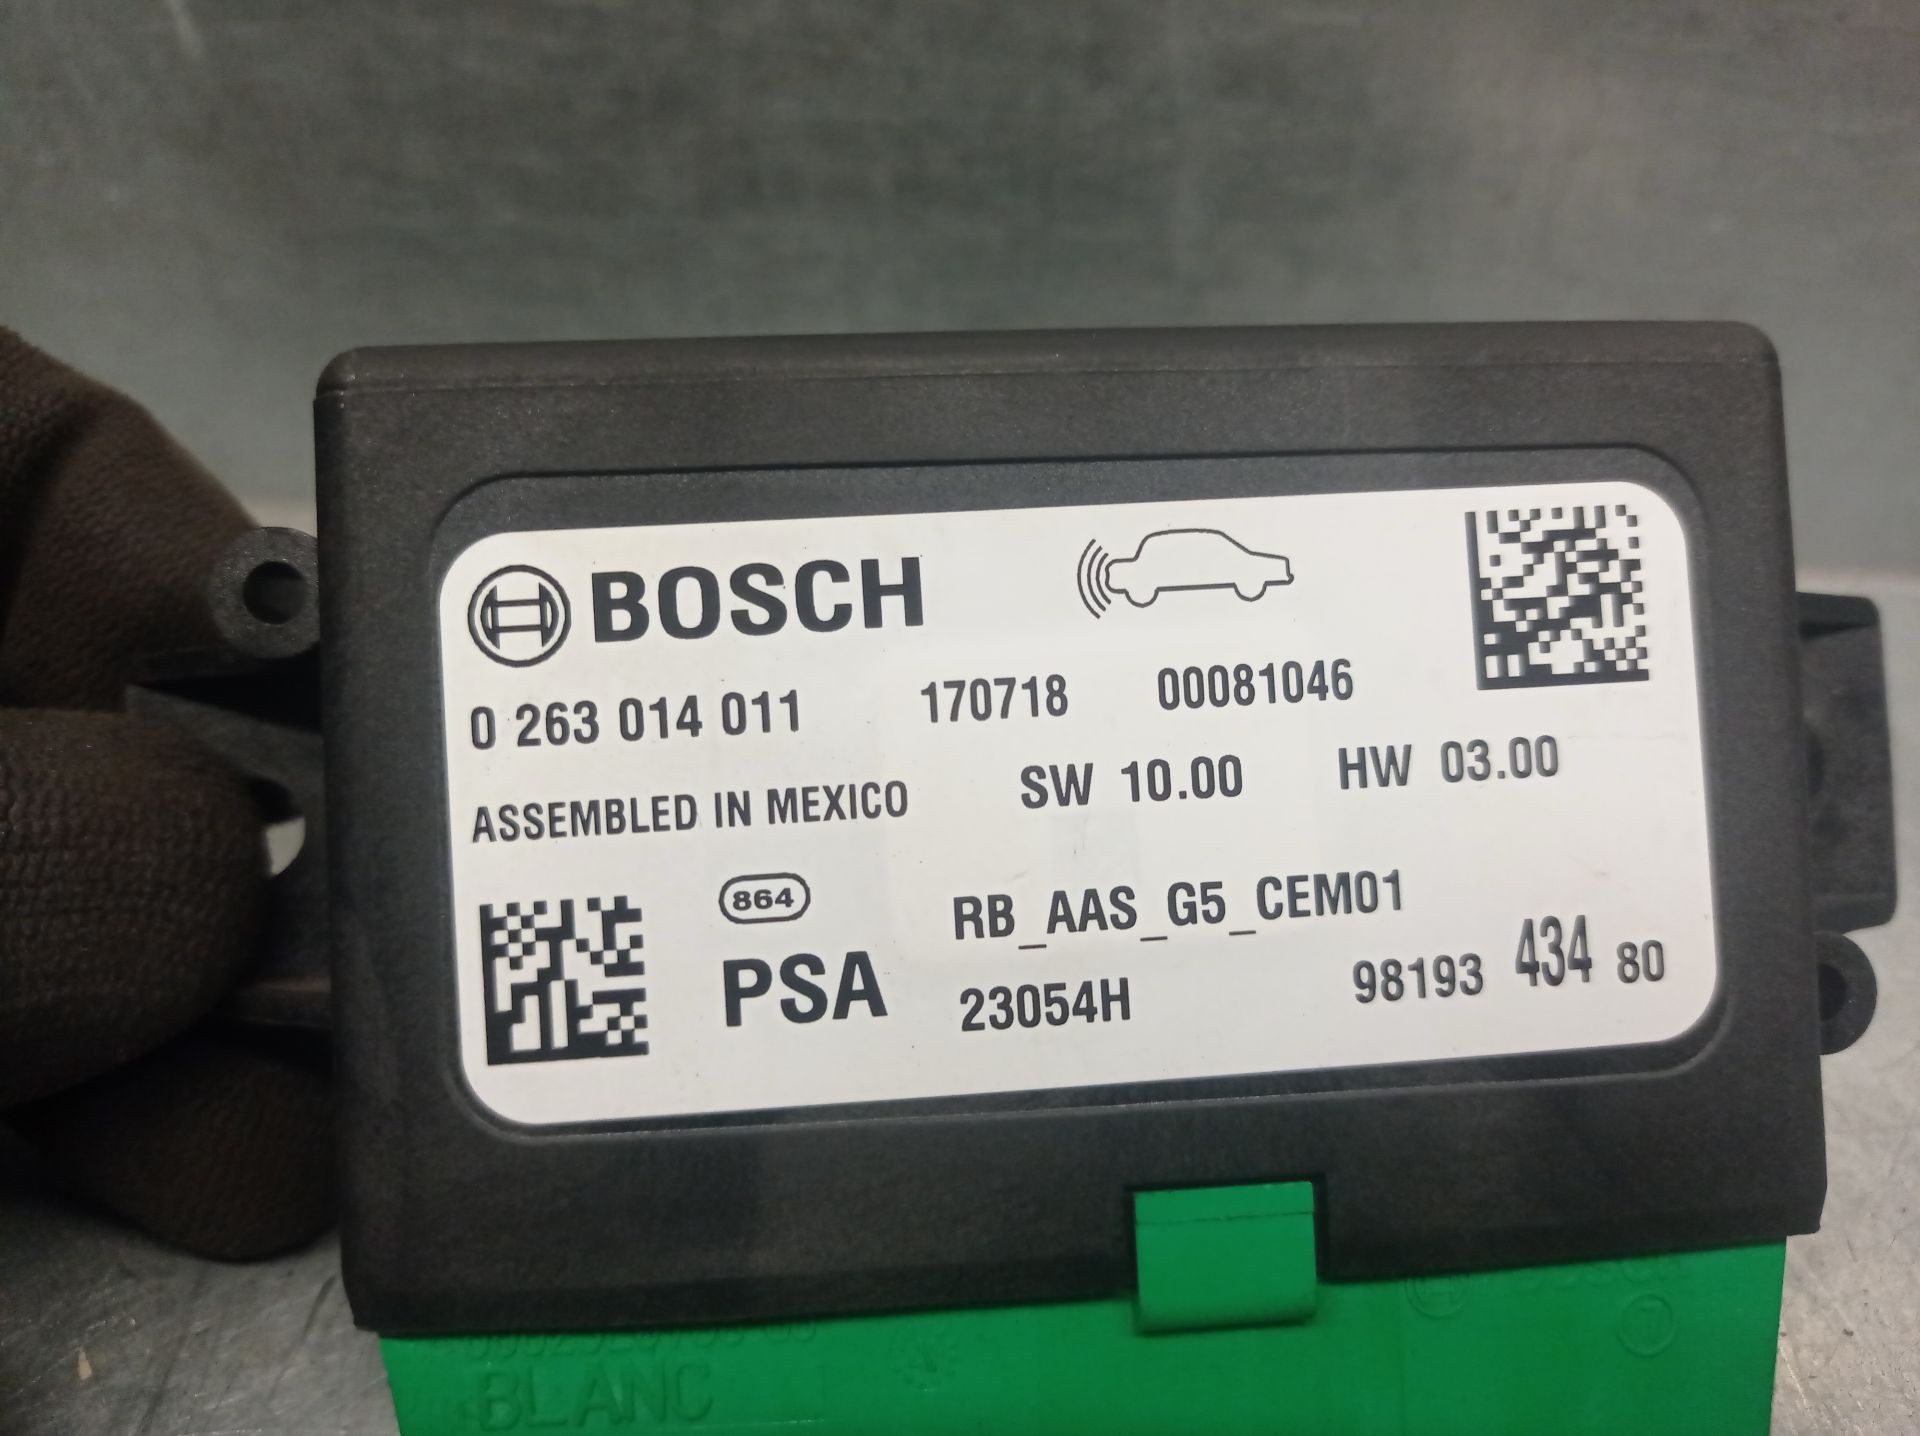 BOSCH
0 263 014 011 170718 00081046
ASSEMBLED IN MEXICO SW 10.00 HW 03.00
864 RB_AAS_G5_CEM01
PSA 23054H 98193 434 80
BLANC